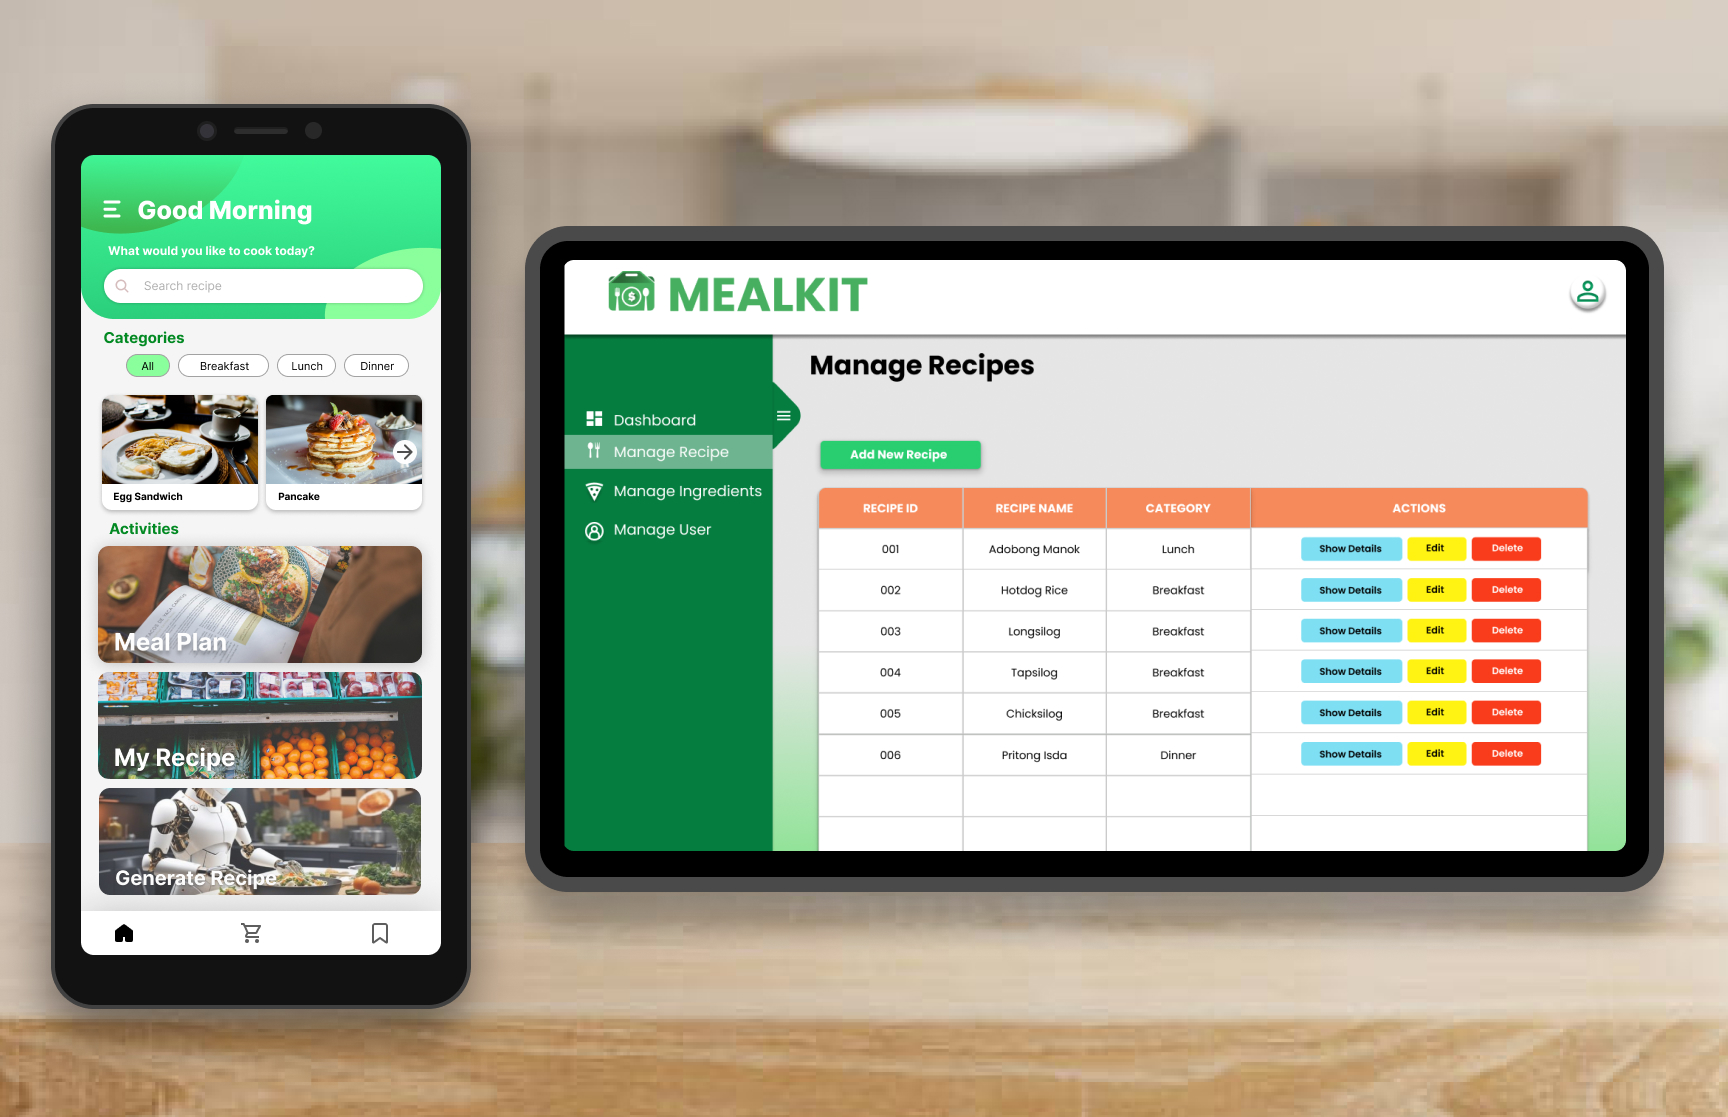 Good Morning
What would you like to cook today?
Search recipe
Categories
All Breakfast Lunch Dinner
Egg Sandwich Pancake
Activities
Meal Plan
My Recipe
Generate Recipe
MEALKIT
$
Manage Recipes
Dashboard
Manage Recipe
Manage Ingredients
Manage User
Add New Recipe
RECIPE ID RECIPE NAME CATEGORY ACTIONS
001 Adobong Manok Lunch Show Details Edit Delete
002 Hotdog Rice Breakfast Show Details Edit Delete
003 Longsilog Breakfast Show Details Edit Delete
004 Tapsilog Breakfast Show Details Edit Delete
005 Chicksilog Breakfast Show Details Edit Delete
006 Pritong Isda Dinner Show Details Edit Delete